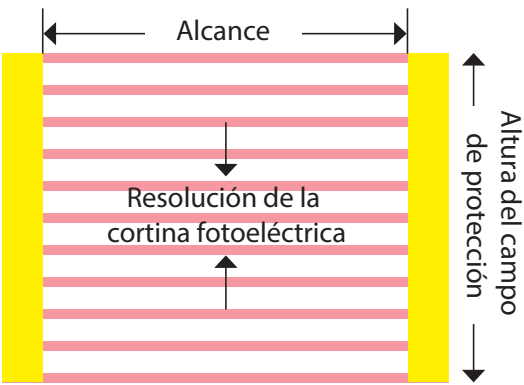 Alcance
Resolución de la
cortina fotoeléctrica
Altura del campo
de protección